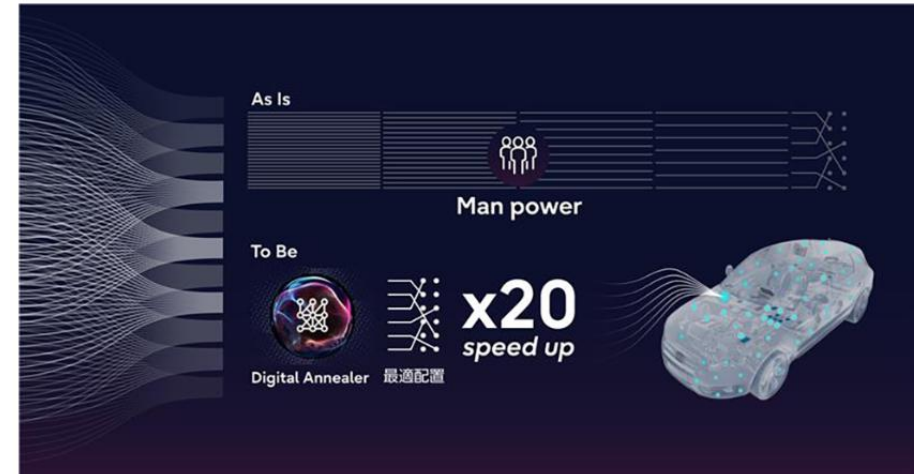 As Is
Man power
To Be
x20
speed up
Digital Annealer
最適配置